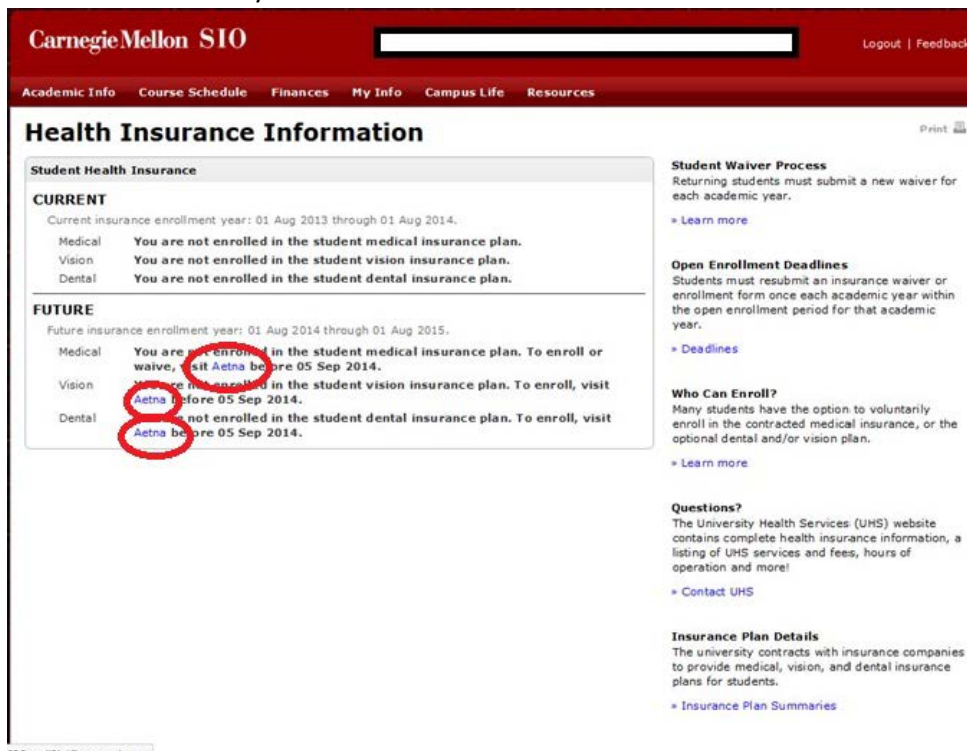 Carnegie Mellon SIO
Logout | Feedback
Academic Info Course Schedule Finances My Info Campus Life Resources
Health Insurance Information
Print
Student Health Insurance
CURRENT
Current insurance enrollment year: 01 Aug 2013 through 01 Aug 2014.
Medical You are not enrolled in the student medical insurance plan.
Vision You are not enrolled in the student vision insurance plan.
Dental You are not enrolled in the student dental insurance plan.
FUTURE
Future insurance enrollment year: 01 Aug 2014 through 01 Aug 2015.
Medical You are not enrolled in the student medical insurance plan. To enroll or
waive, visit Aetna before 05 Sep 2014.
Vision You are not enrolled in the student vision insurance plan. To enroll, visit
Aetna before 05 Sep 2014.
Dental are not enrolled in the student dental insurance plan. To enroll, visit
Aetna before 05 Sep 2014.
Student Waiver Process
Returning students must submit a new waiver for
each academic year.
» Learn more
Open Enrollment Deadlines
Students must resubmit an insurance waiver or
enrollment form once each academic year within
the open enrollment period for that academic
year.
» Deadlines
Who Can Enroll?
Many students have the option to voluntarily
enroll in the contracted medical insurance, or the
optional dental and/or vision plan.
» Learn more
Questions?
The University Health Services (UHS) website
contains complete health insurance information, a
listing of UHS services and fees, hours of
operation and more!
» Contact UHS
Insurance Plan Details
The university contracts with insurance companies
to provide medical, vision, and dental insurance
plans for students.
» Insurance Plan Summaries